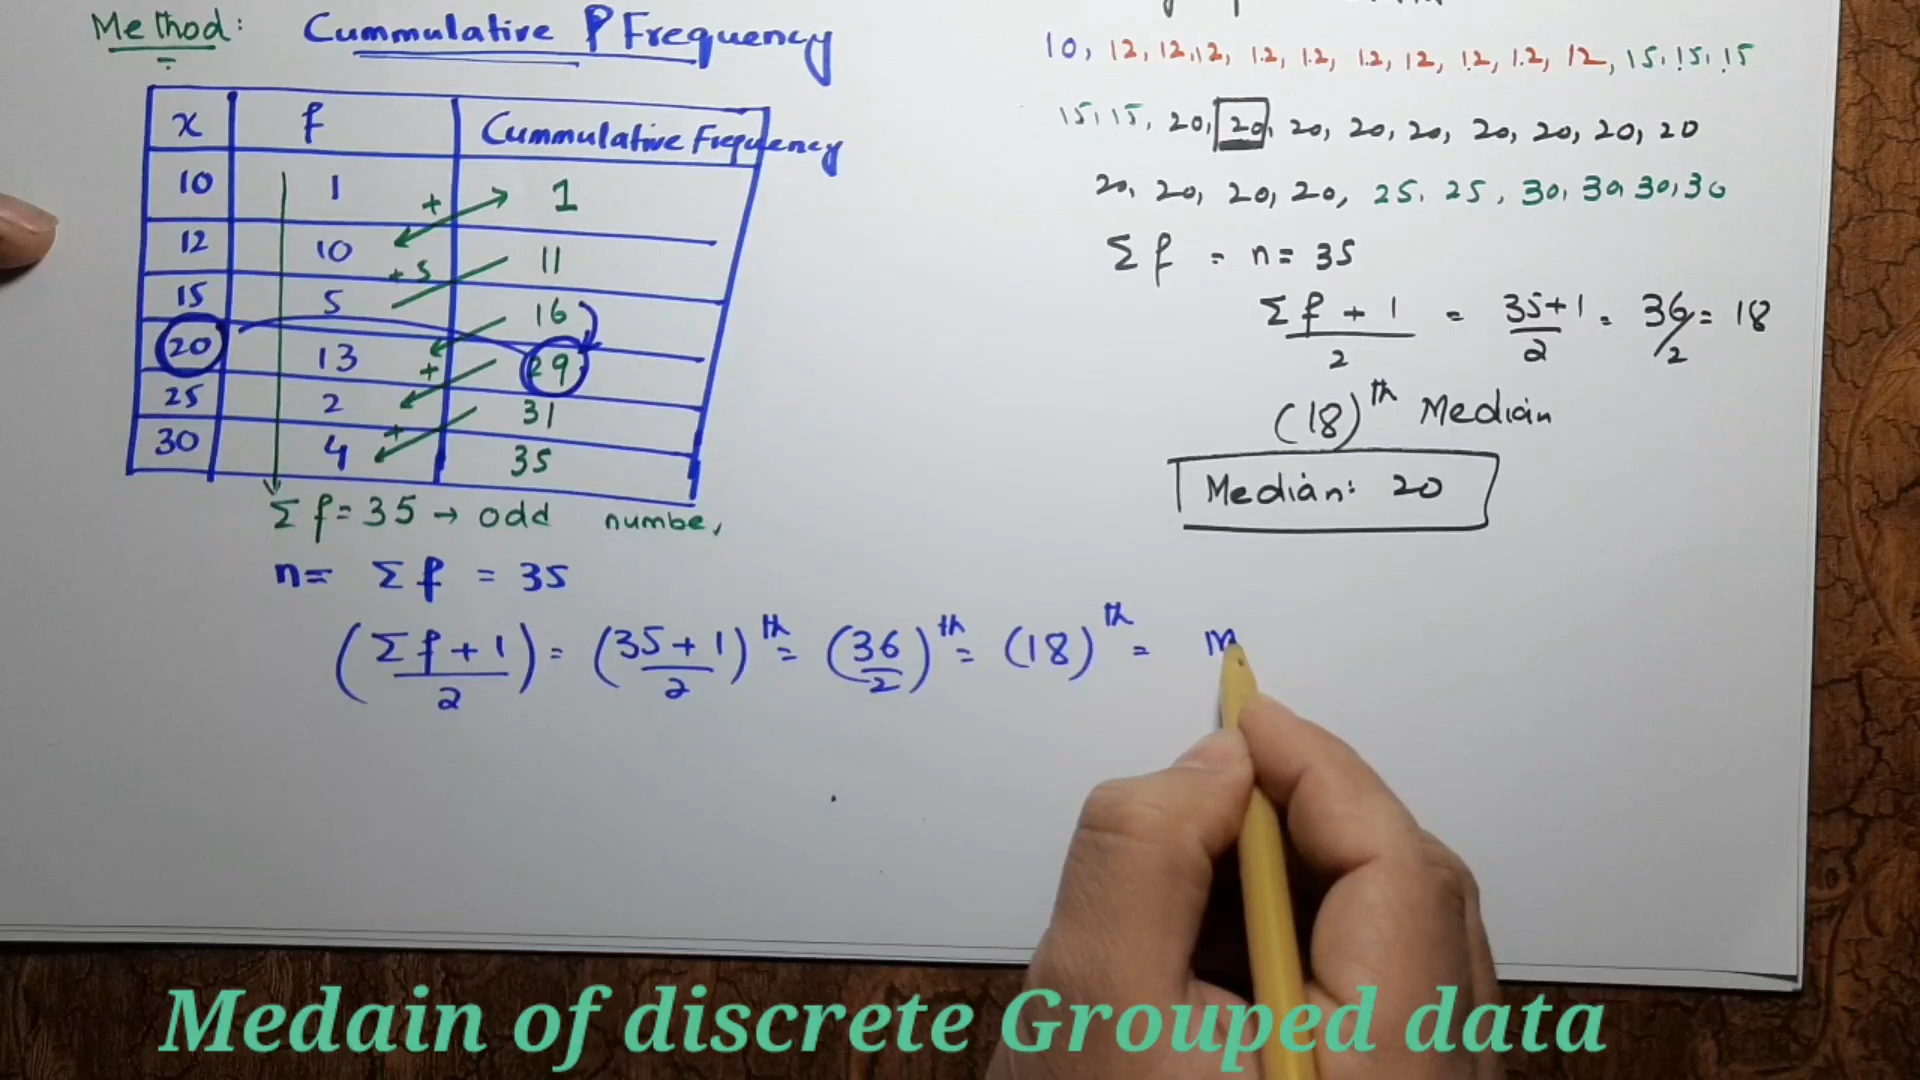 Method: Cummulative Frequency
x f Cummulative Frequency
10 1 1
+
12 10 11
+5
15 5 16
20 13 29
+
25 2 31
+
30 4 35
Σf=35→ odd number
n= Σf = 35
(Σf+1/2) = (35+1/2)th = (36/2)th = (18)th = m
10, 12, 12, 12, 12, 12, 12, 12, 12, 12, 12, 15, 15, 15
15, 15, 20, 20, 20, 20, 20, 20, 20, 20, 20
20, 20, 20, 20, 25, 25, 30, 30, 30, 30
Σf = n = 35
Σf + 1/2 = 35+1/2 = 36/2 = 18
(18)th Median
Median: 20
Medain of discrete Grouped data